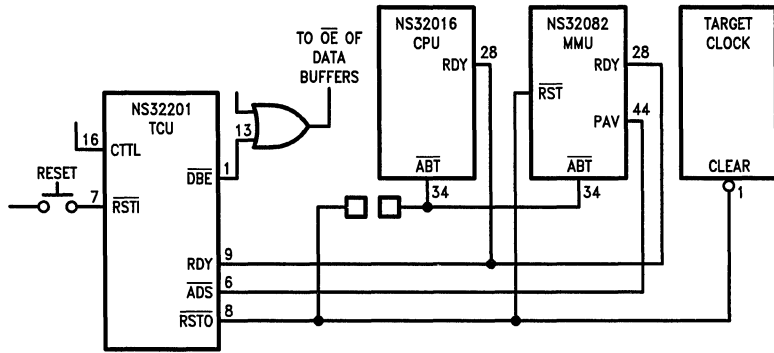 TO OE OF
DATA
BUFFERS
NS32016
CPU
RDY
28
ABT
34
NS32082
MMU
RDY
28
RST
PAV
44
ABT
34
TARGET
CLOCK
CLEAR
1
NS32201
TCU
16
CTTL
13
1
DBE
RESET
7
RSTI
RDY
9
ADS
6
RSTO
8